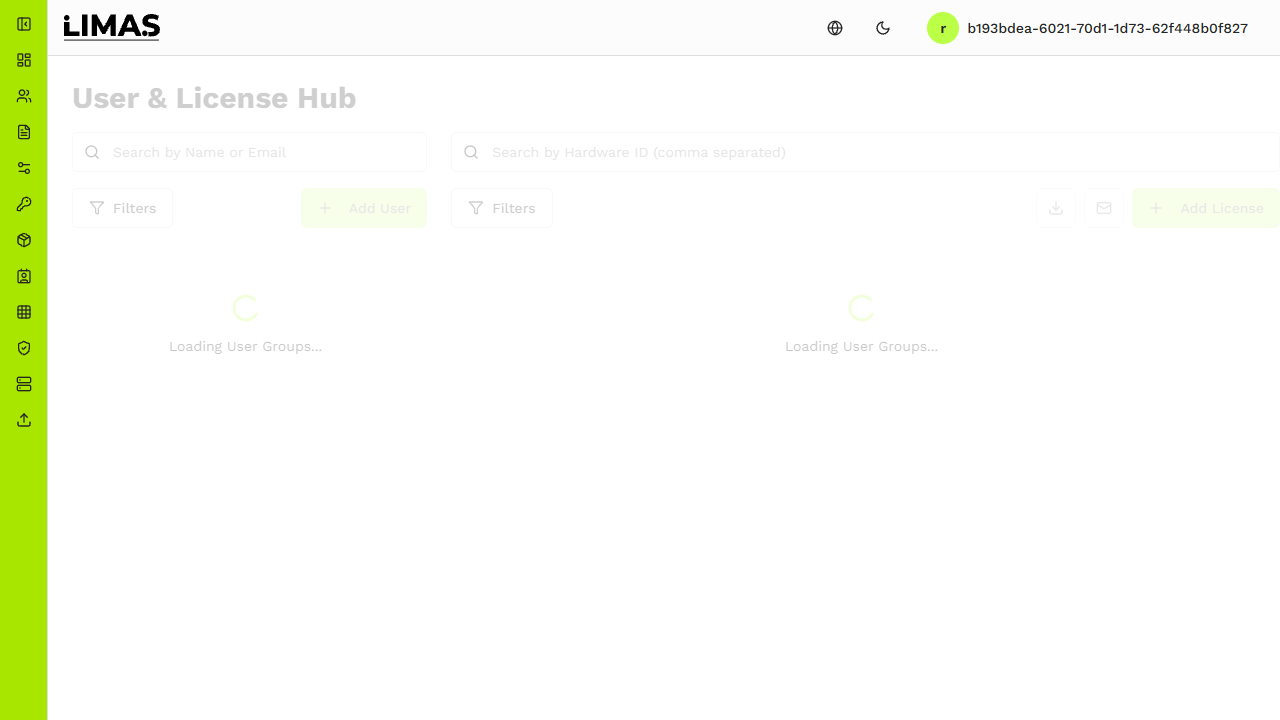 LIMAS
r b193bdea-6021-70d1-1d73-62f448b0f827
User & License Hub
Search by Name or Email
Search by Hardware ID (comma separated)
Filters
Add User
Filters
Add License
Loading User Groups...
Loading User Groups...